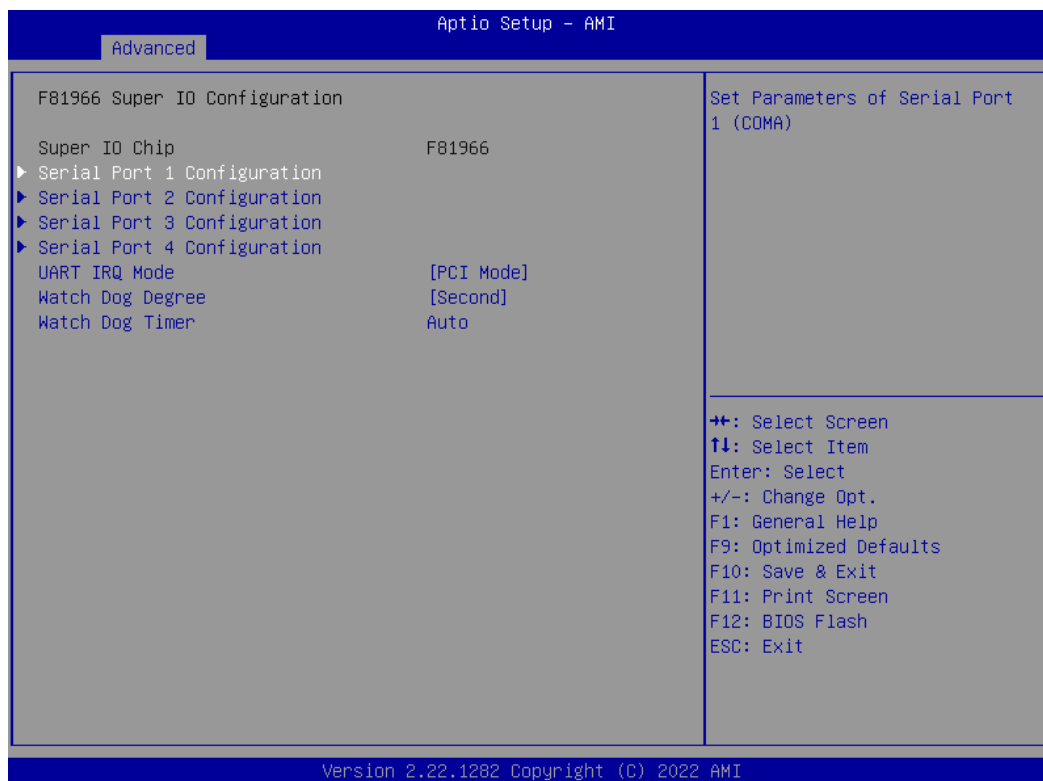 Aptio Setup – AMI
Advanced
F81966 Super IO Configuration
Super IO Chip F81966
Serial Port 1 Configuration
Serial Port 2 Configuration
Serial Port 3 Configuration
Serial Port 4 Configuration
UART IRQ Mode [PCI Mode]
Watch Dog Degree [Second]
Watch Dog Timer Auto
Set Parameters of Serial Port
1 (COMA)
→←: Select Screen
↑↓: Select Item
Enter: Select
+/-: Change Opt.
F1: General Help
F9: Optimized Defaults
F10: Save & Exit
F11: Print Screen
F12: BIOS Flash
ESC: Exit
Version 2.22.1282 Copyright (C) 2022 AMI